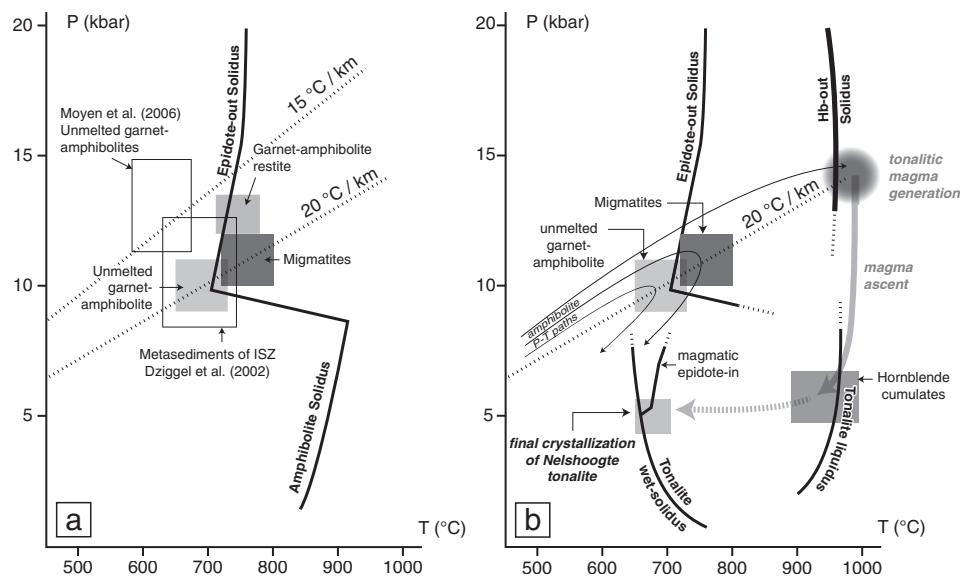 20
P (kbar)
a
Epidote-out Solidus
15 °C / km
Moyen et al. (2006)
Unmelted garnet-
amphibolites
15
Garnet-amphibolite
restite
20 °C / km
Migmatites
Unmelted
garnet-
amphibolite
10
Metasediments of ISZ
Dziggel et al. (2002)
5
Amphibolite Solidus
a
T (°C)
500 600 700 800 900 1000
20
P (kbar)
b
Epidote-out Solidus
Hb-out
Solidus
15
tonalitic
magma
generation
20 °C / km
Migmatites
unmelted
garnet-
amphibolite
10
magma
ascent
amphibolite
P-T paths
magmatic
epidote-in
Hornblende
cumulates
5
Tonalite liquidus
final crystallization
of Nelshoogte
tonalite
Tonalite
wet-solidus
b
T (°C)
500 600 700 800 900 1000